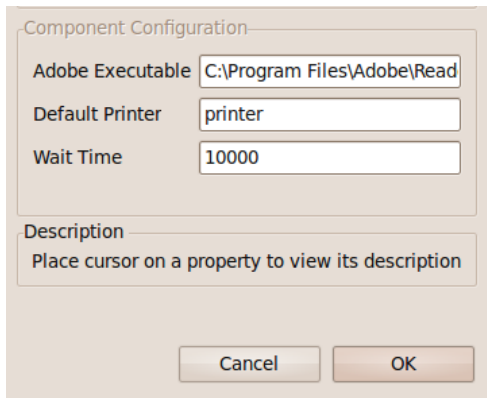 Component Configuration
Adobe Executable C:\Program Files\Adobe\Read
Default Printer printer
Wait Time 10000
Description
Place cursor on a property to view its description
Cancel OK